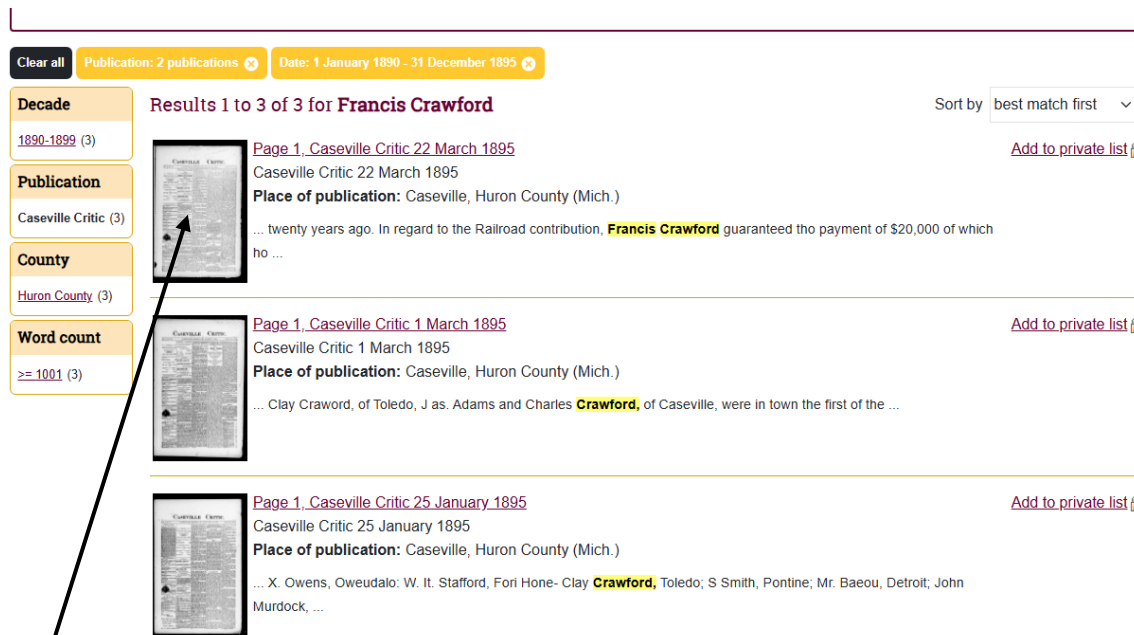 Clear all Publication: 2 publications Date: 1 January 1890 - 31 December 1895
Decade
1890-1899 (3)
Publication
Caseville Critic (3)
County
Huron County (3)
Word count
>= 1001 (3)
Results 1 to 3 of 3 for Francis Crawford
Sort by best match first
Page 1, Caseville Critic 22 March 1895
Add to private list
Caseville Critic 22 March 1895
Place of publication: Caseville, Huron County (Mich.)
... twenty years ago. In regard to the Railroad contribution, Francis Crawford guaranteed tho payment of $20,000 of which
ho ...
Page 1, Caseville Critic 1 March 1895
Add to private list
Caseville Critic 1 March 1895
Place of publication: Caseville, Huron County (Mich.)
... Clay Craword, of Toledo, J as. Adams and Charles Crawford, of Caseville, were in town the first of the ...
Page 1, Caseville Critic 25 January 1895
Add to private list
Caseville Critic 25 January 1895
Place of publication: Caseville, Huron County (Mich.)
... X. Owens, Oweudalo: W. It. Stafford, Fori Hone- Clay Crawford, Toledo; S Smith, Pontine; Mr. Baeou, Detroit; John
Murdock, ...
CASEVILLE CRITIC
CASEVILLE CRITIC
CASEVILLE CRITIC